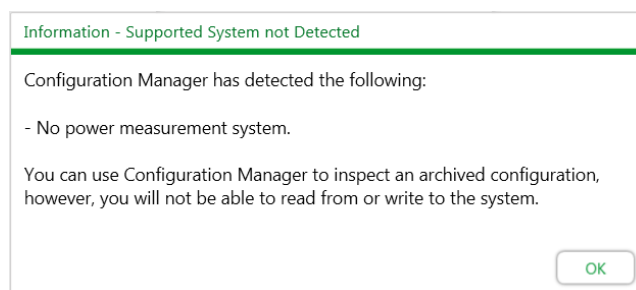 Information - Supported System not Detected
Configuration Manager has detected the following:
- No power measurement system.
You can use Configuration Manager to inspect an archived configuration,
however, you will not be able to read from or write to the system.
OK